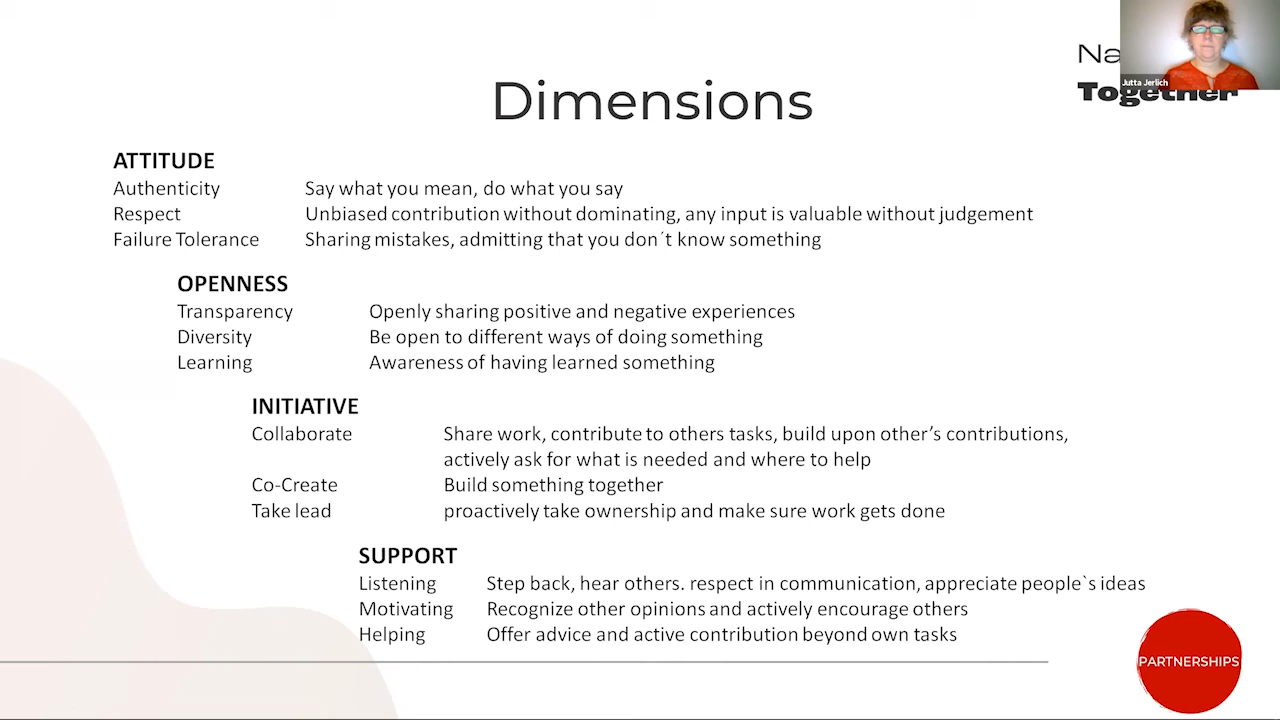 Na
Together
Jutta Jerlich
Dimensions
ATTITUDE
Authenticity Say what you mean, do what you say
Respect Unbiased contribution without dominating, any input is valuable without judgement
Failure Tolerance Sharing mistakes, admitting that you don´t know something
OPENNESS
Transparency Openly sharing positive and negative experiences
Diversity Be open to different ways of doing something
Learning Awareness of having learned something
INITIATIVE
Collaborate Share work, contribute to others tasks, build upon other’s contributions,
actively ask for what is needed and where to help
Co-Create Build something together
Take lead proactively take ownership and make sure work gets done
SUPPORT
Listening Step back, hear others. respect in communication, appreciate people`s ideas
Motivating Recognize other opinions and actively encourage others
Helping Offer advice and active contribution beyond own tasks
PARTNERSHIPS